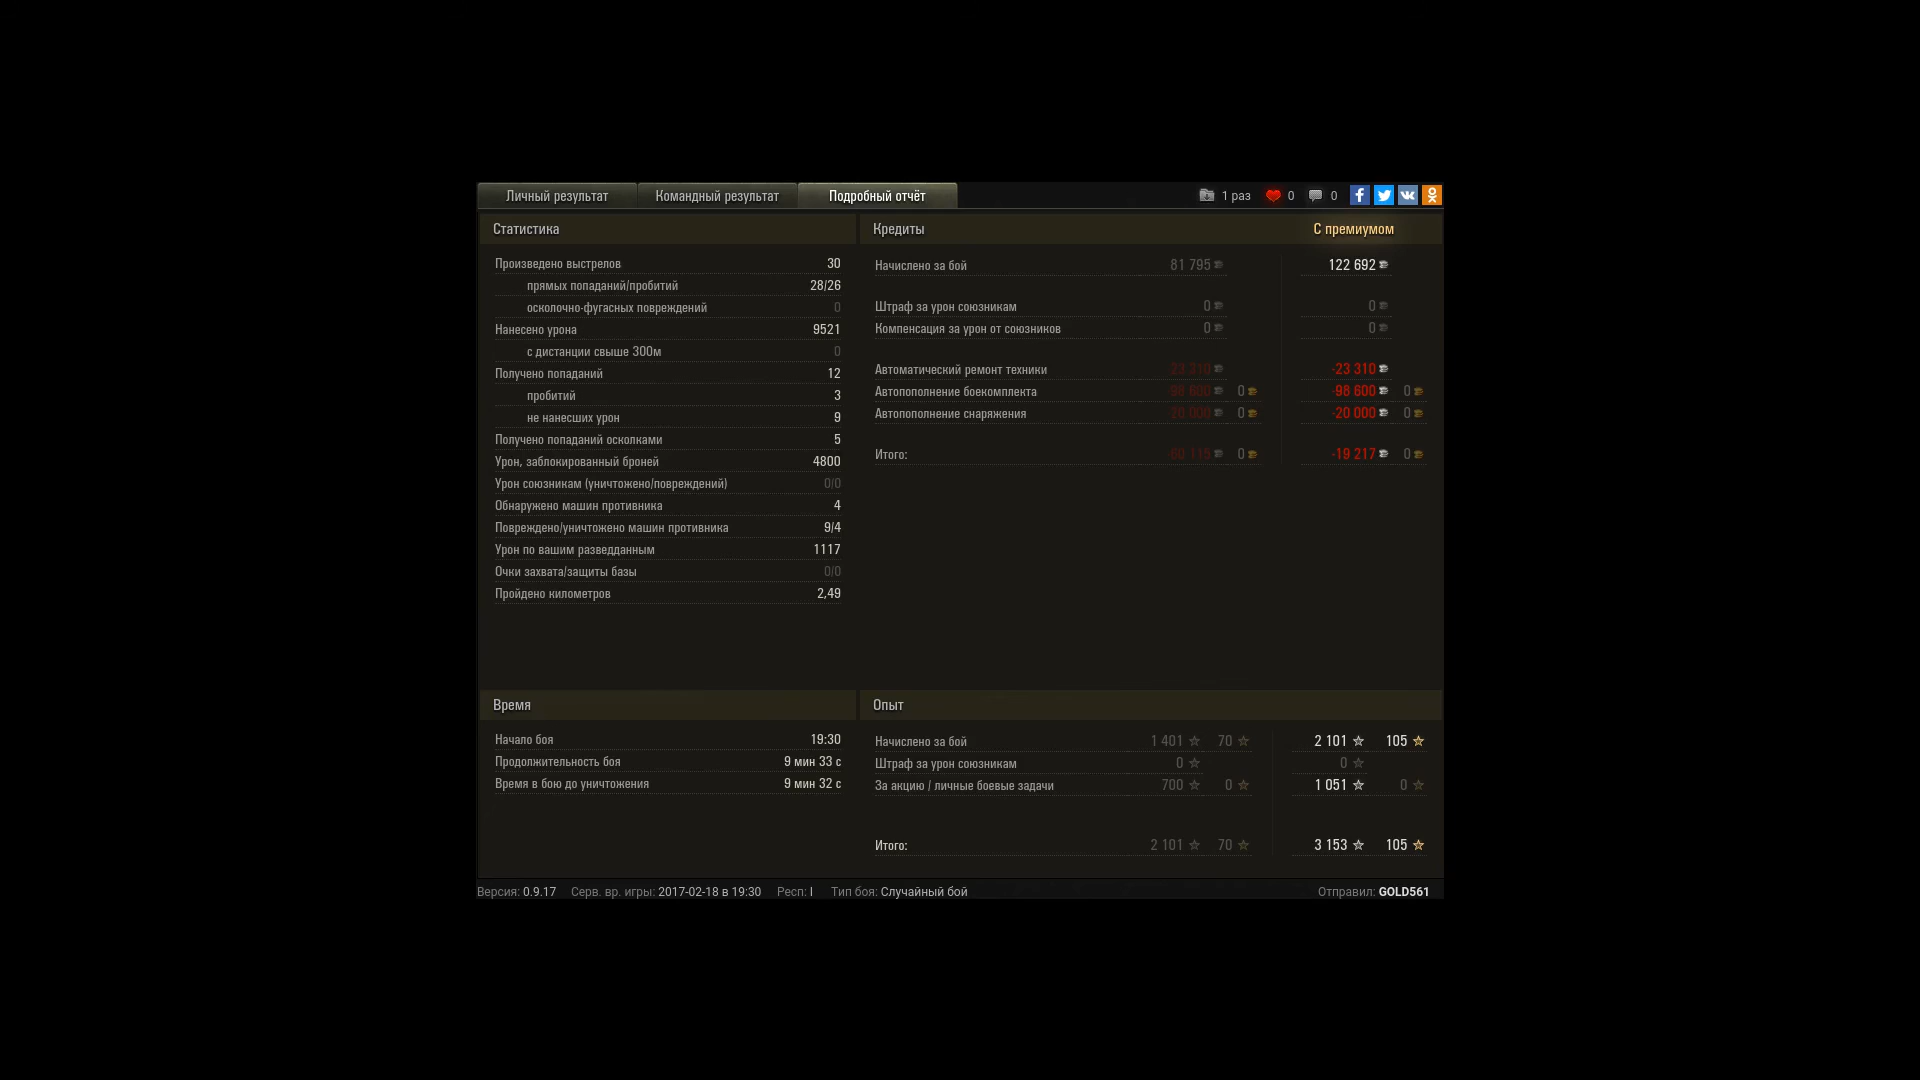 Личный результат Командный результат Подробный отчёт 1 раз 0 0
Статистика
Произведено выстрелов 30
прямых попаданий/пробитий 28/26
осколочно-фугасных повреждений 0
Нанесено урона 9521
с дистанции свыше 300м 0
Получено попаданий 12
пробитий 3
не нанесших урон 9
Получено попаданий осколками 5
Урон, заблокированный броней 4800
Урон союзникам (уничтожено/повреждений) 0/0
Обнаружено машин противника 4
Повреждено/уничтожено машин противника 9/4
Урон по вашим разведданным 1117
Очки захвата/защиты базы 0/0
Пройдено километров 2,49
Кредиты С премиумом
Начислено за бой 81 795 122 692
Штраф за урон союзникам 0 0
Компенсация за урон от союзников 0 0
Автоматический ремонт техники -23 310 -23 310
Автопополнение боекомплекта -98 600 0 -98 600 0
Автопополнение снаряжения -20 000 0 -20 000 0
Итого: -60 115 0 -19 217 0
Время
Начало боя 19:30
Продолжительность боя 9 мин 33 с
Время в бою до уничтожения 9 мин 32 с
Опыт
Начислено за бой 1 401 70 2 101 105
Штраф за урон союзникам 0 0
За акцию / личные боевые задачи 700 0 1 051 0
Итого: 2 101 70 3 153 105
Версия: 0.9.17 Серв. вр. игры: 2017-02-18 в 19:30 Респ: I Тип боя: Случайный бой Отправил: GOLD561